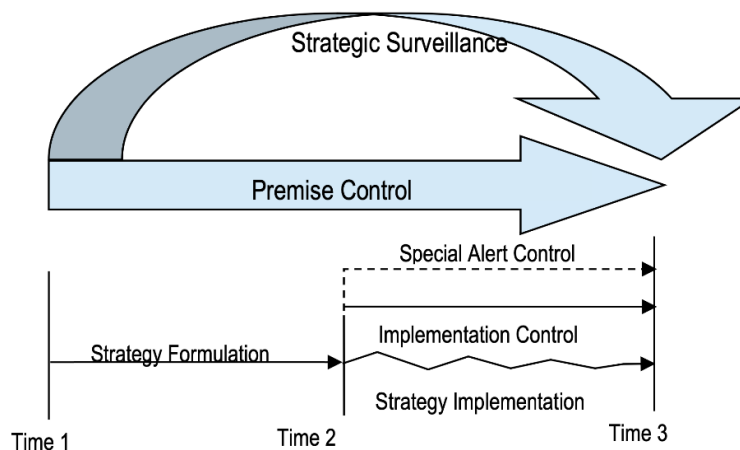 Strategic Surveillance
Premise Control
Special Alert Control
Implementation Control
Strategy Formulation
Strategy Implementation
Time 1
Time 2
Time 3